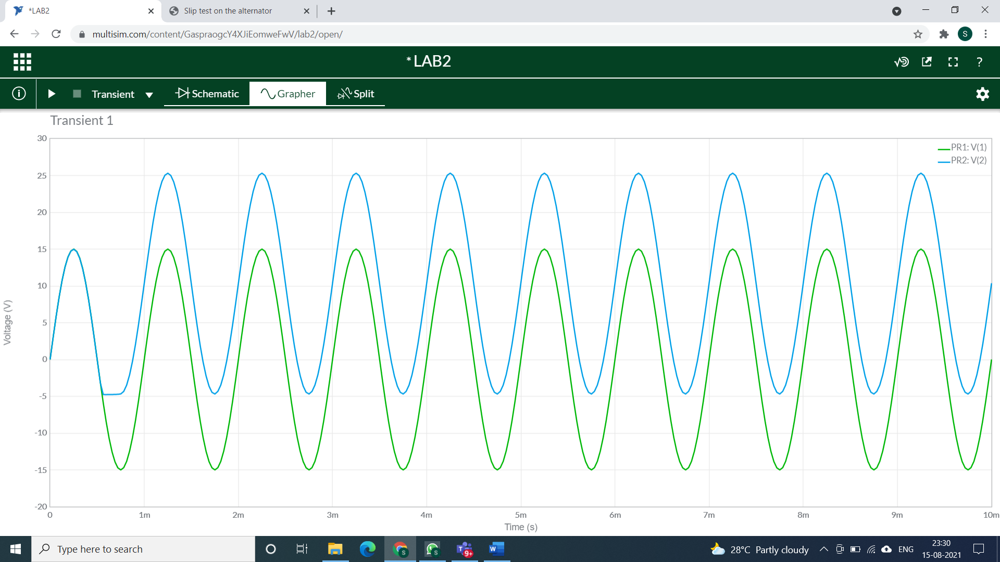 *LAB2
Slip test on the alternator
multisim.com/content/GaspraogcY4XJiEomweFwV/lab2/open/
S
*LAB2
?
Transient
Schematic
Grapher
Split
Transient 1
PR1: V(1)
PR2: V(2)
30
25
20
15
10
5
0
-5
-10
-15
-20
Voltage (V)
0
1m
2m
3m
4m
5m
6m
7m
8m
9m
10m
Time (s)
Type here to search
S
S
T
9+
W
28°C Partly cloudy
ENG
23:30
15-08-2021